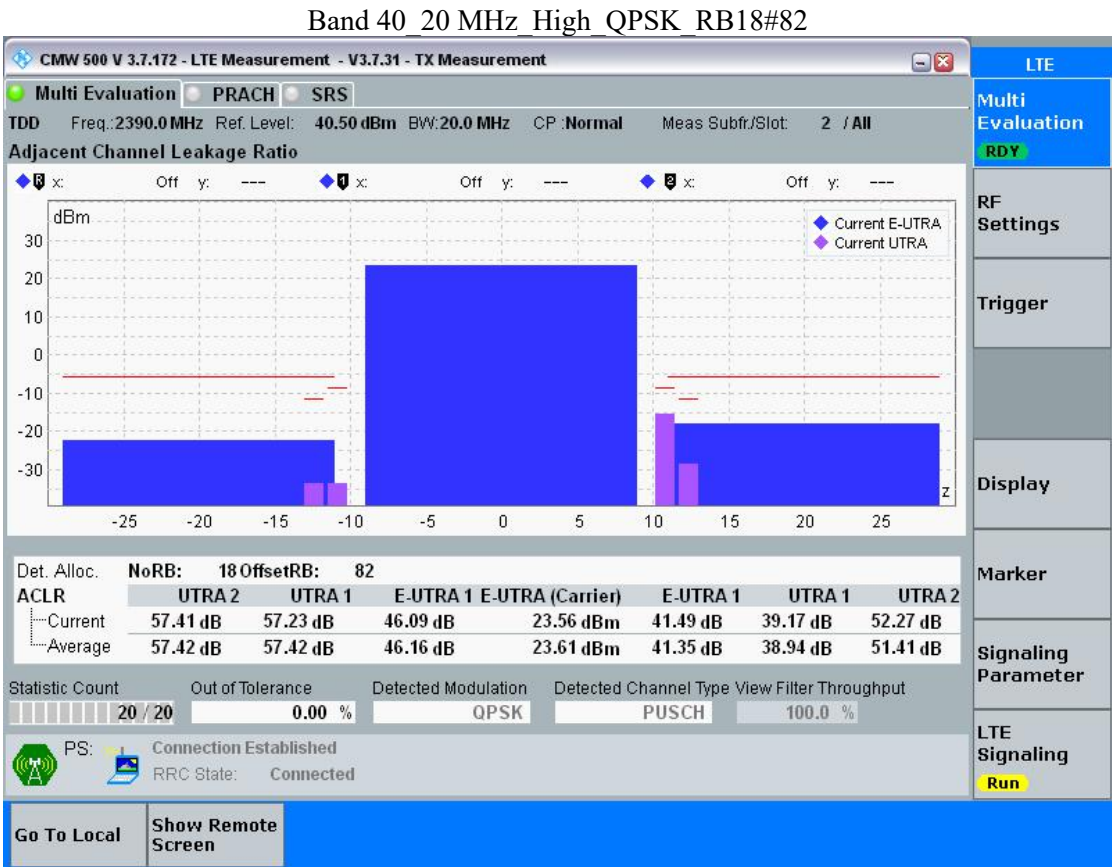 Band 40_20 MHz_High_QPSK_RB18#82
CMW 500 V 3.7.172 - LTE Measurement - V3.7.31 - TX Measurement
LTE
Multi Evaluation PRACH SRS
Multi Evaluation
RDY
TDD Freq.:2390.0 MHz Ref. Level: 40.50 dBm BW:20.0 MHz CP :Normal Meas Subfr./Slot: 2 / All
Adjacent Channel Leakage Ratio
R x: Off y: --- 1 x: Off y: --- 2 x: Off y: ---
dBm
Current E-UTRA
Current UTRA
30
20
10
0
-10
-20
-30
z
-25 -20 -15 -10 -5 0 5 10 15 20 25
RF Settings
Trigger
Display
Marker
Signaling Parameter
LTE Signaling
Run
Det. Alloc. NoRB: 18 OffsetRB: 82
ACLR UTRA 2 UTRA 1 E-UTRA 1 E-UTRA (Carrier) E-UTRA 1 UTRA 1 UTRA 2
Current 57.41 dB 57.23 dB 46.09 dB 23.56 dBm 41.49 dB 39.17 dB 52.27 dB
Average 57.42 dB 57.42 dB 46.16 dB 23.61 dBm 41.35 dB 38.94 dB 51.41 dB
Statistic Count Out of Tolerance Detected Modulation Detected Channel Type View Filter Throughput
20 / 20 0.00 % QPSK PUSCH 100.0 %
PS: Connection Established
RRC State: Connected
Go To Local
Show Remote Screen